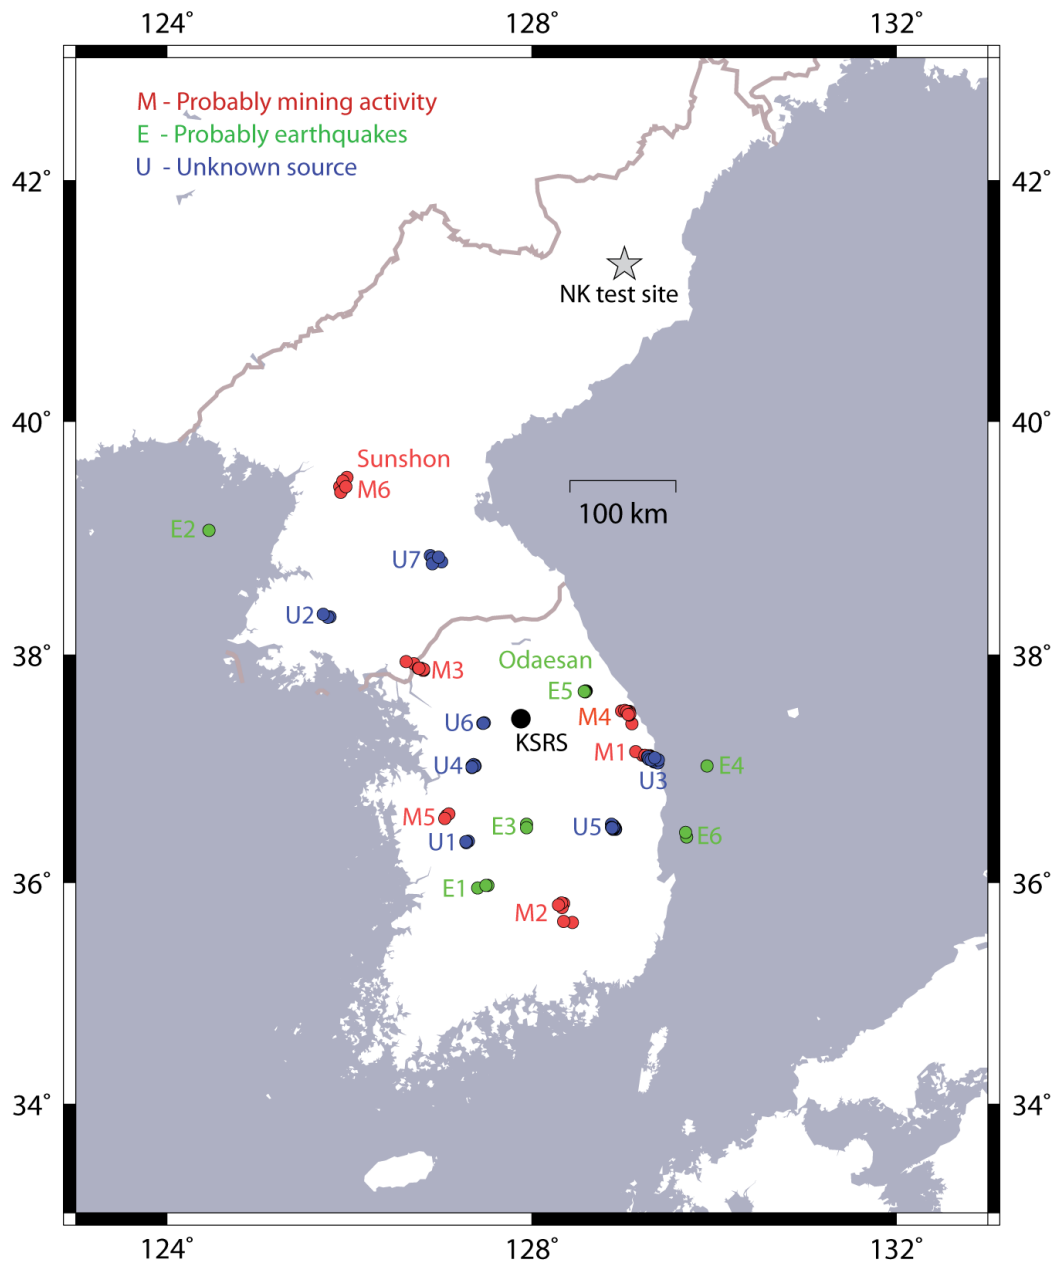 124° 128° 132°
M - Probably mining activity
E - Probably earthquakes
U - Unknown source
42° 42°
NK test site
40° 40°
Sunshon
M6
100 km
E2
U7
U2
38° 38°
Odaesan
M3
E5
M4
U6
KSRS
M1
U4 E4
U3
M5
E3 U5
E6
U1
36° 36°
E1
M2
34° 34°
124° 128° 132°